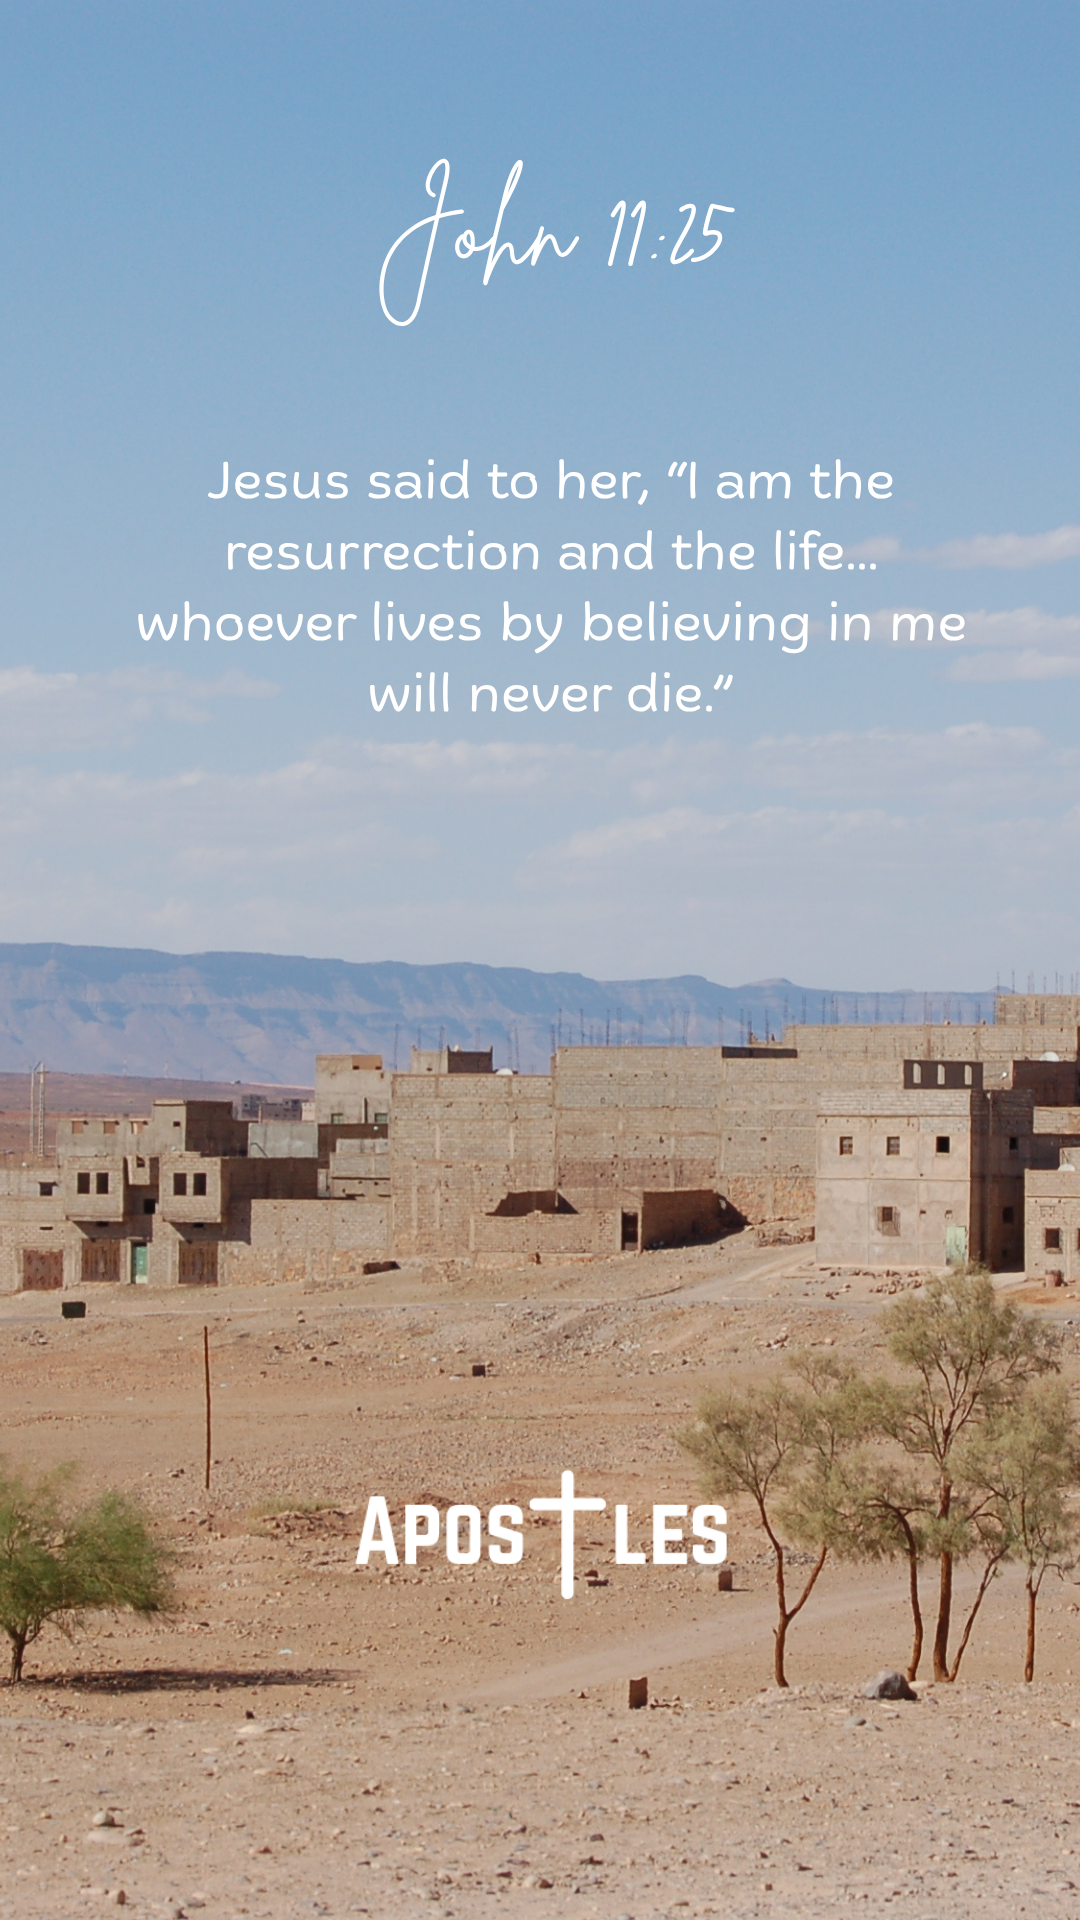 John 11:25
Jesus said to her, “I am the
resurrection and the life...
whoever lives by believing in me
will never die.”
APOSTLES